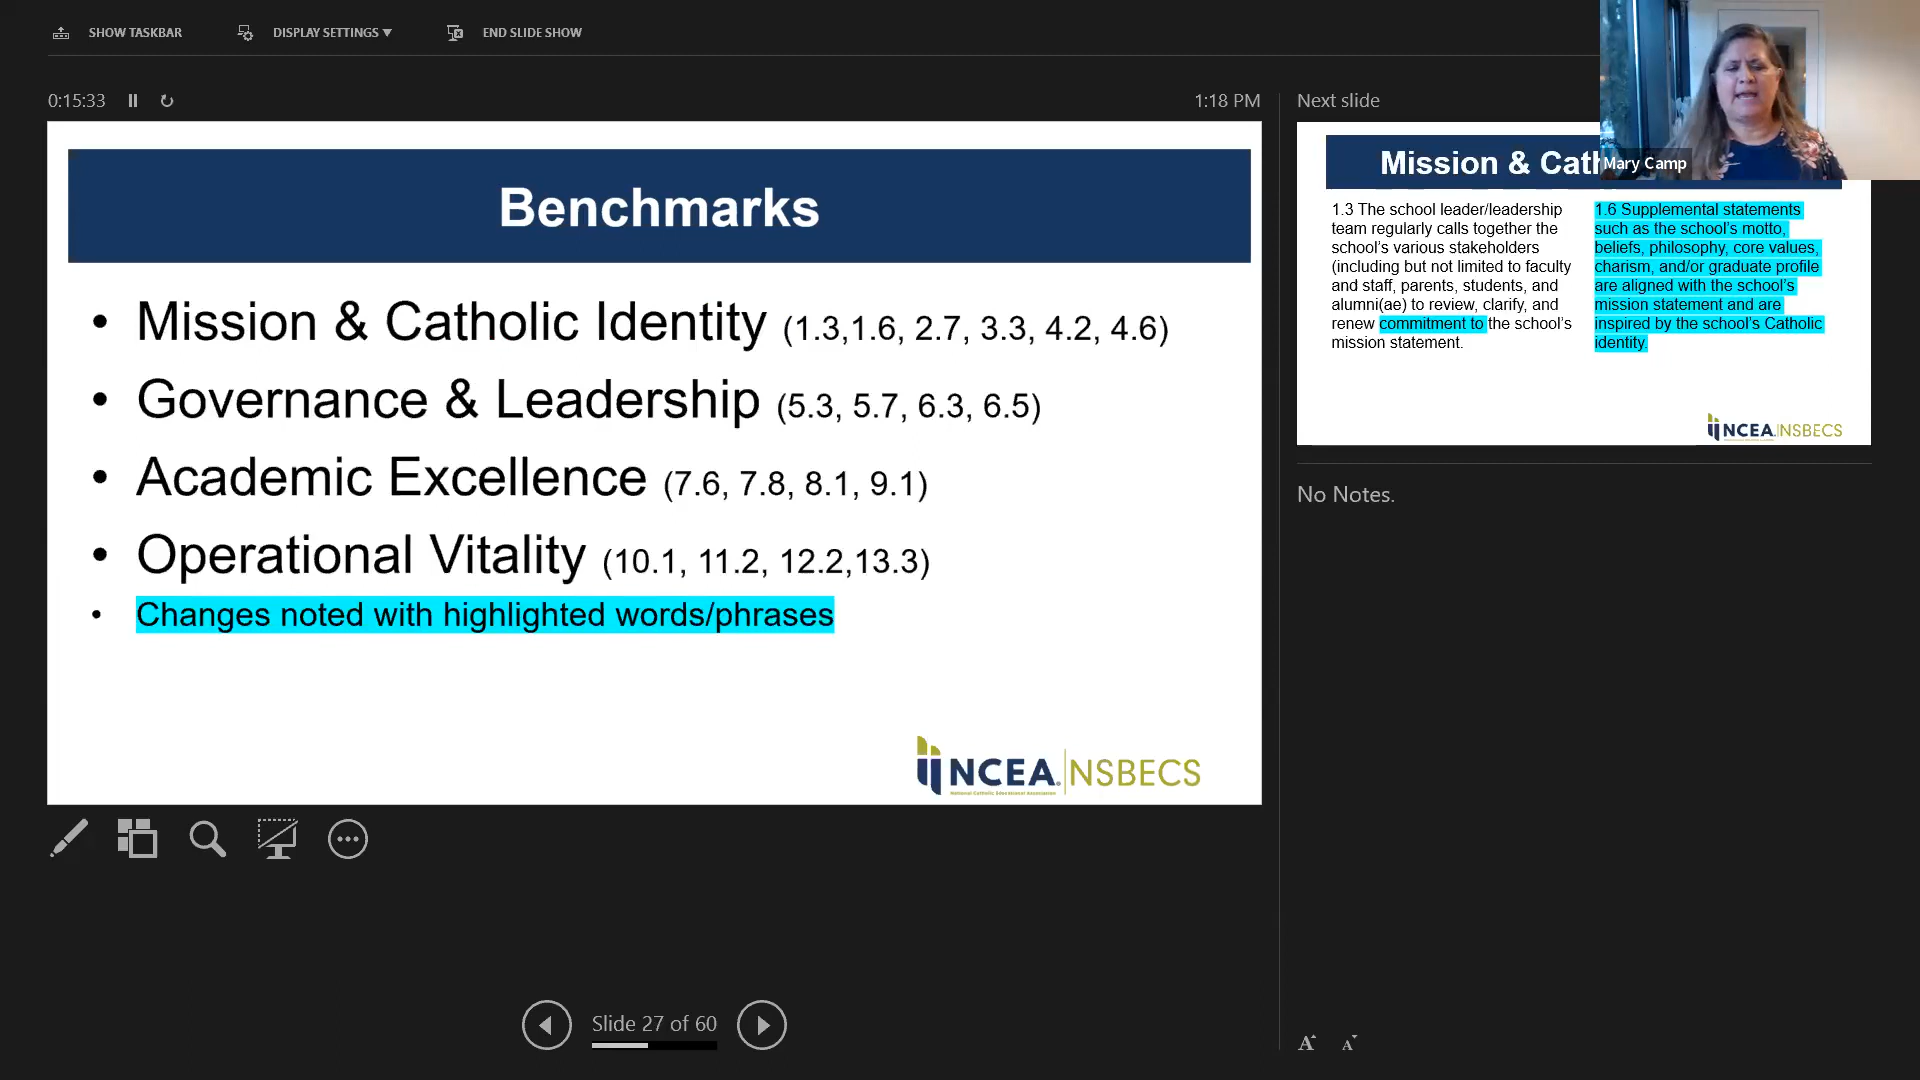 SHOW TASKBAR
DISPLAY SETTINGS ▼
END SLIDE SHOW
0:15:33
1:18 PM
Benchmarks
• Mission & Catholic Identity (1.3,1.6, 2.7, 3.3, 4.2, 4.6)
• Governance & Leadership (5.3, 5.7, 6.3, 6.5)
• Academic Excellence (7.6, 7.8, 8.1, 9.1)
• Operational Vitality (10.1, 11.2, 12.2,13.3)
• Changes noted with highlighted words/phrases
NCEA. NSBECS
National Catholic Educational Association
Slide 27 of 60
Next slide
Mission & Cath
Mary Camp
1.3 The school leader/leadership
team regularly calls together the
school's various stakeholders
(including but not limited to faculty
and staff, parents, students, and
alumni(ae) to review, clarify, and
renew commitment to the school's
mission statement.
1.6 Supplemental statements
such as the school's motto,
beliefs, philosophy, core values,
charism, and/or graduate profile
are aligned with the school's
mission statement and are
inspired by the school's Catholic
identity.
NCEA. NSBECS
No Notes.
A A